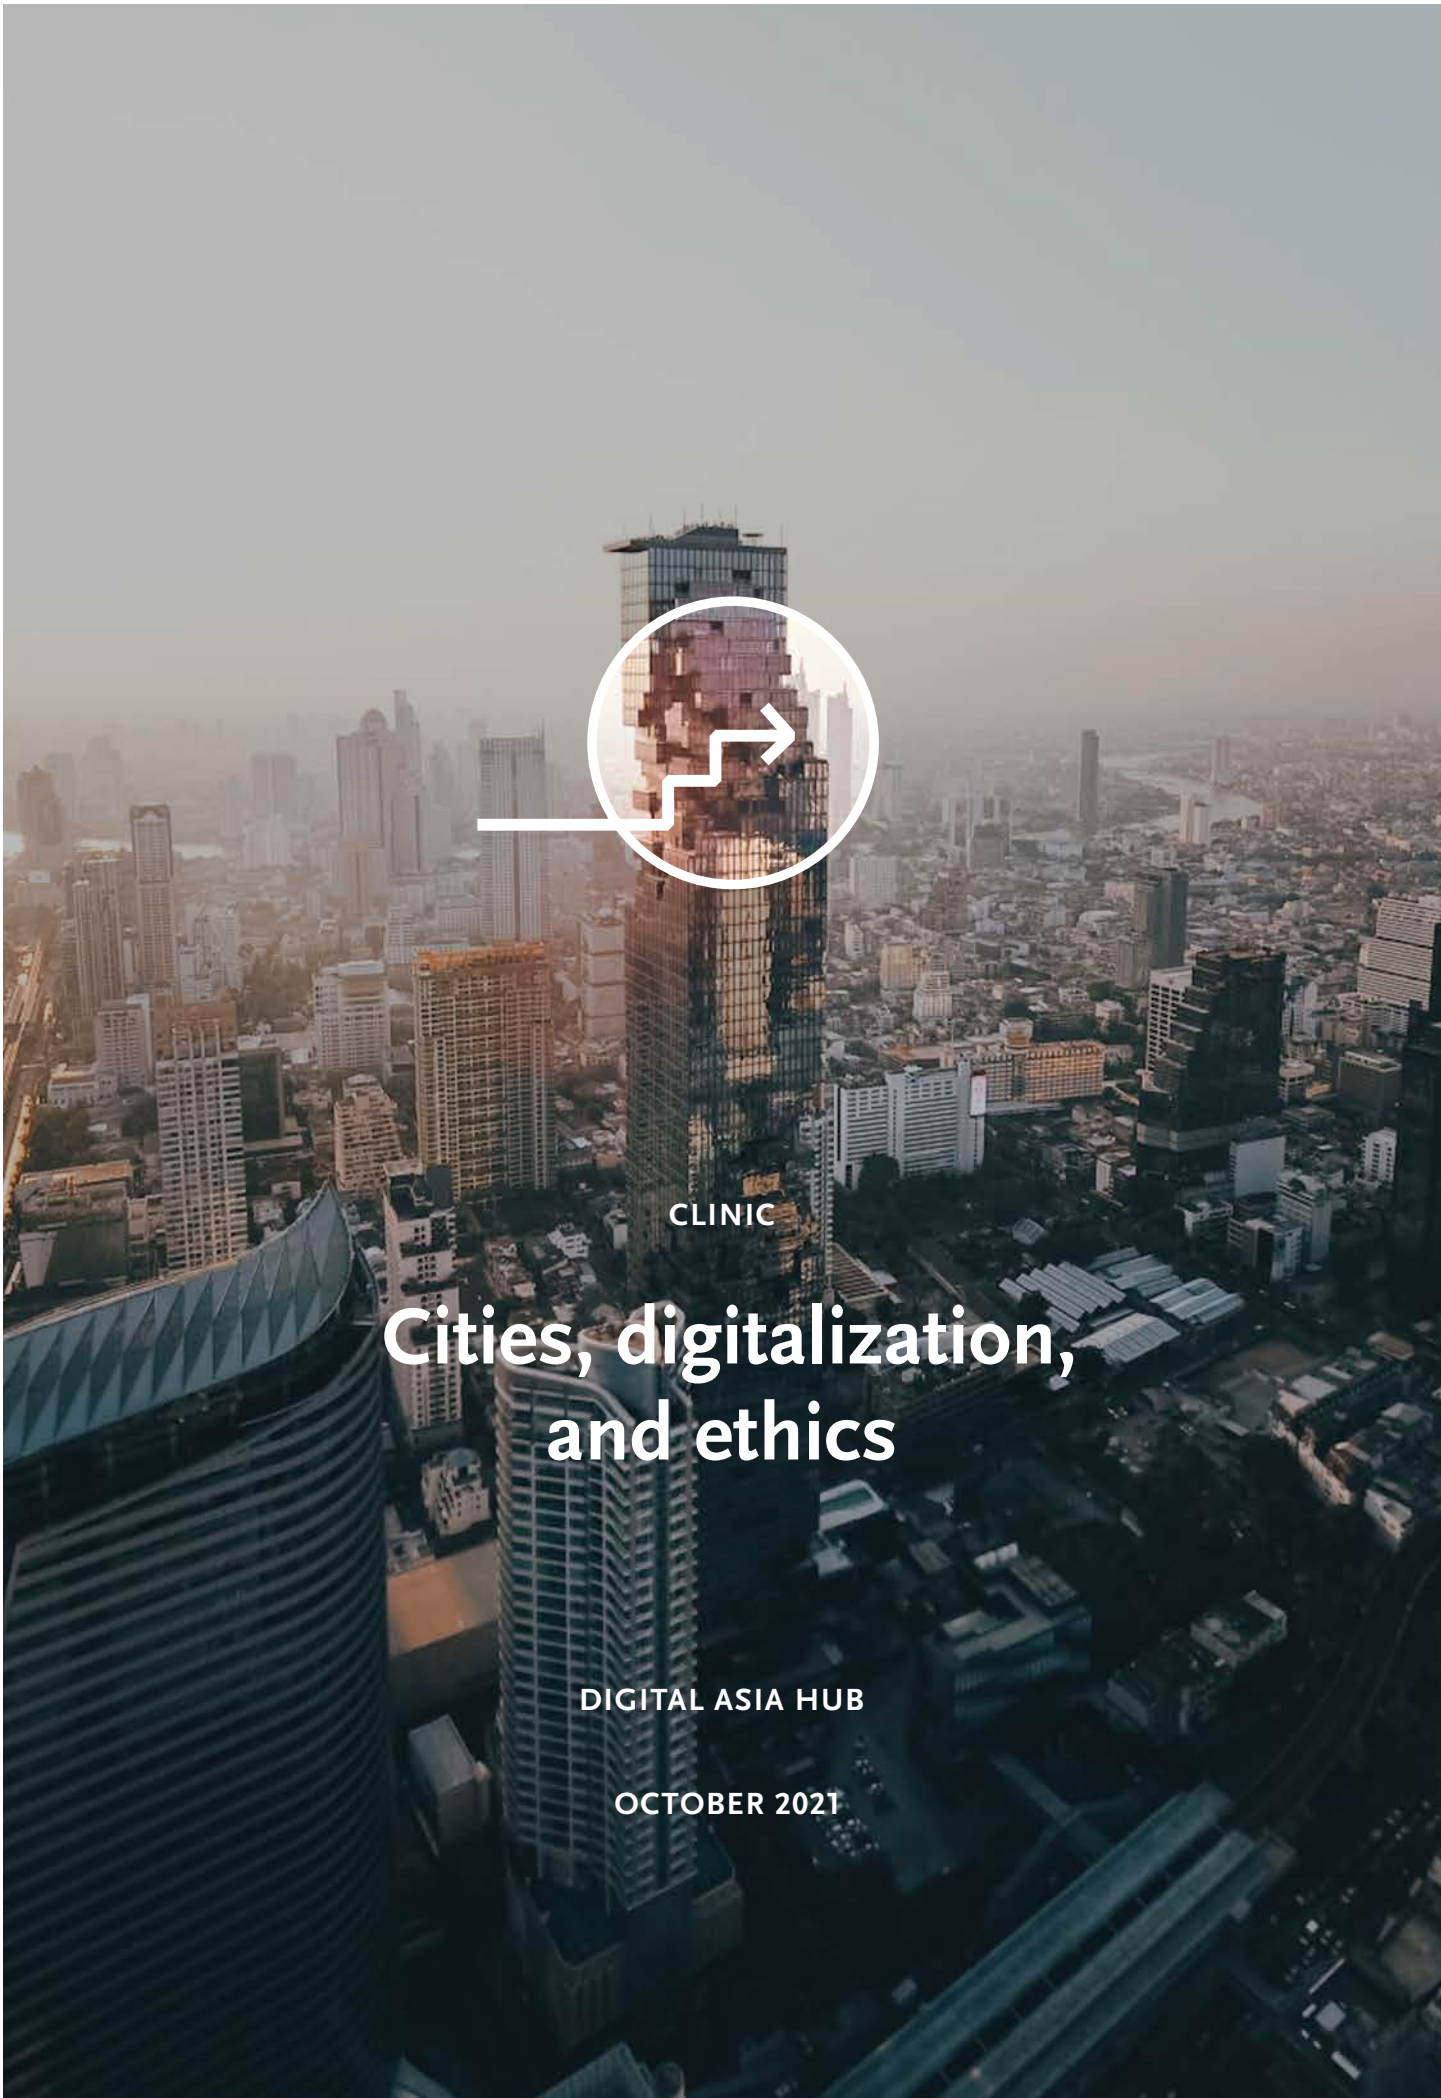 CLINIC
Cities, digitalization,
and ethics
DIGITAL ASIA HUB
OCTOBER 2021